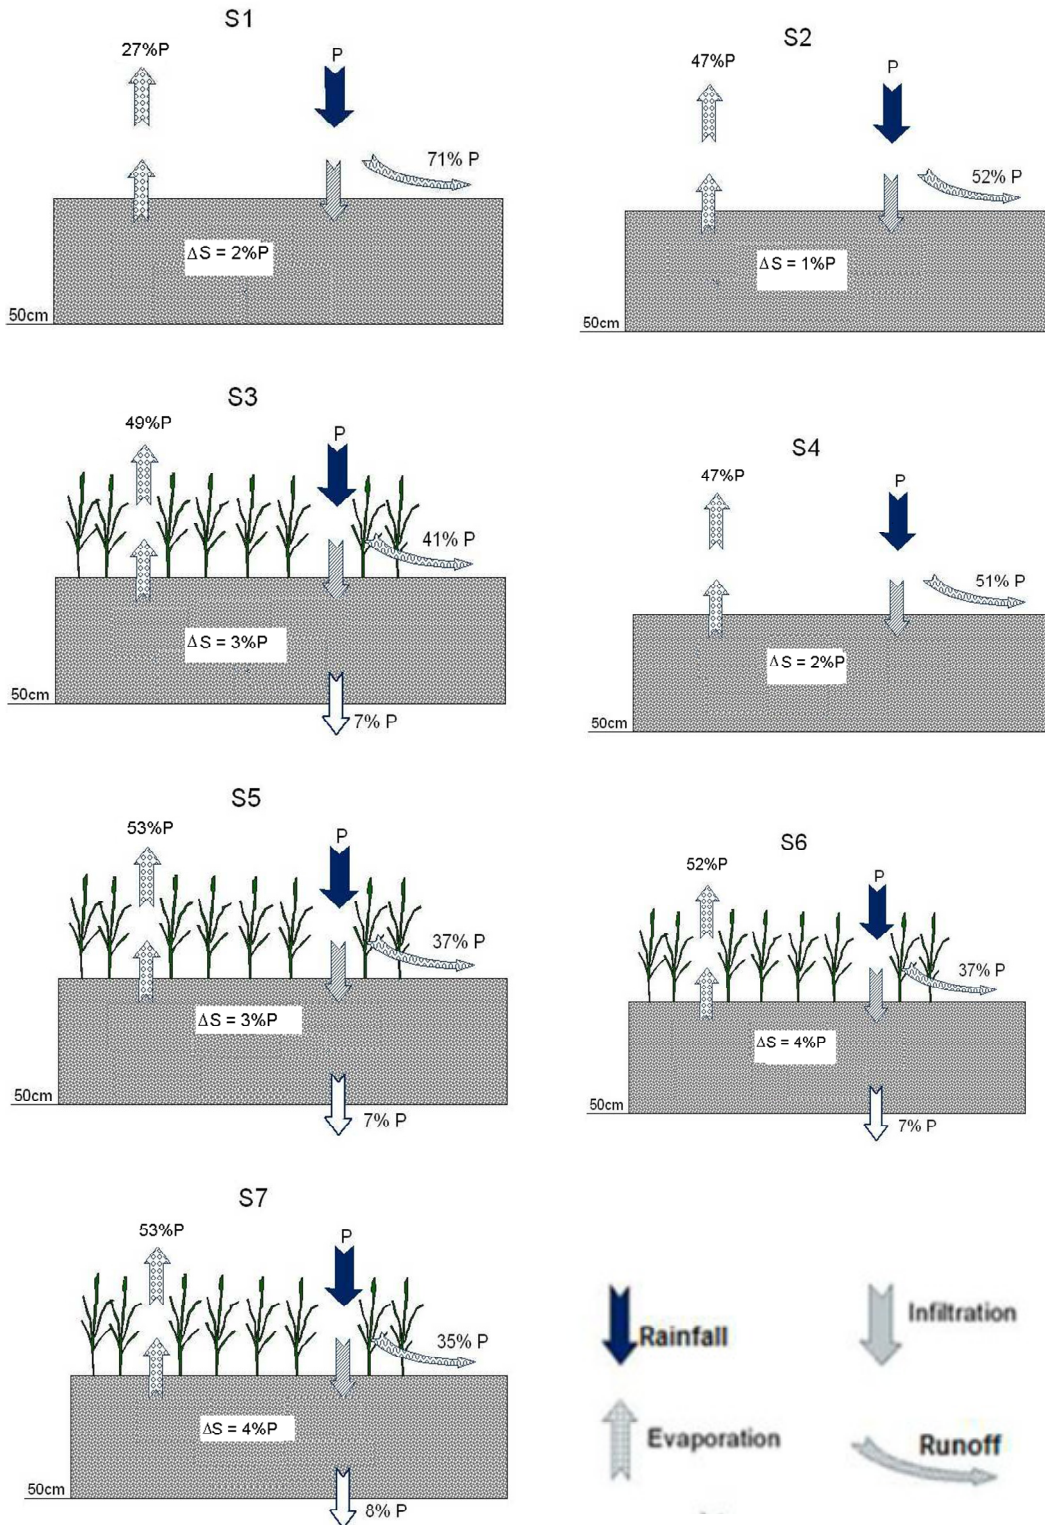 S1
27%P
P
71% P
ΔS = 2%P
50cm
S2
47%P
P
52% P
ΔS = 1%P
50cm
S3
49%P
P
41% P
ΔS = 3%P
50cm
7% P
S4
47%P
P
51% P
ΔS = 2%P
50cm
S5
53%P
P
37% P
ΔS = 3%P
50cm
7% P
S6
52%P
P
37% P
ΔS = 4%P
50cm
7% P
S7
53%P
P
35% P
ΔS = 4%P
50cm
8% P
Rainfall
Infiltration
Evaporation
Runoff